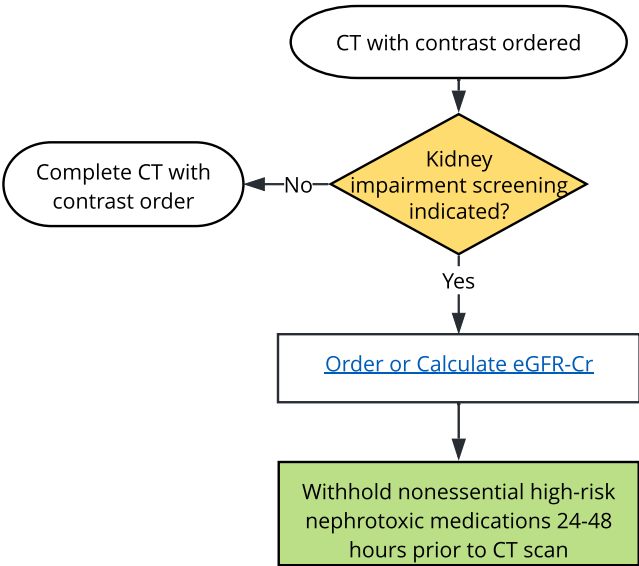 CT with contrast ordered
Kidney
impairment screening
indicated?
No
Complete CT with
contrast order
Yes
Order or Calculate eGFR-Cr
Withhold nonessential high-risk
nephrotoxic medications 24-48
hours prior to CT scan